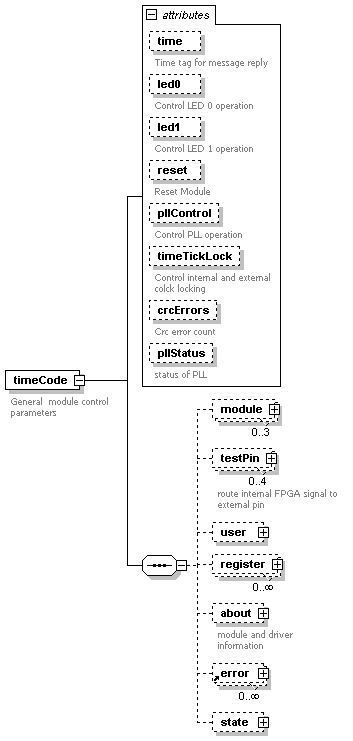 attributes
time
Time tag for message reply
led0
Control LED 0 operation
led1
Control LED 1 operation
reset
Reset Module
pllControl
Control PLL operation
timeTickLock
Control internal and external
colck locking
crcErrors
Crc error count
pllStatus
status of PLL
timeCode
General module control
parameters
module
0..3
testPin
0..4
route internal FPGA signal to
external pin
user
register
0..∞
about
module and driver
information
error
0..∞
state